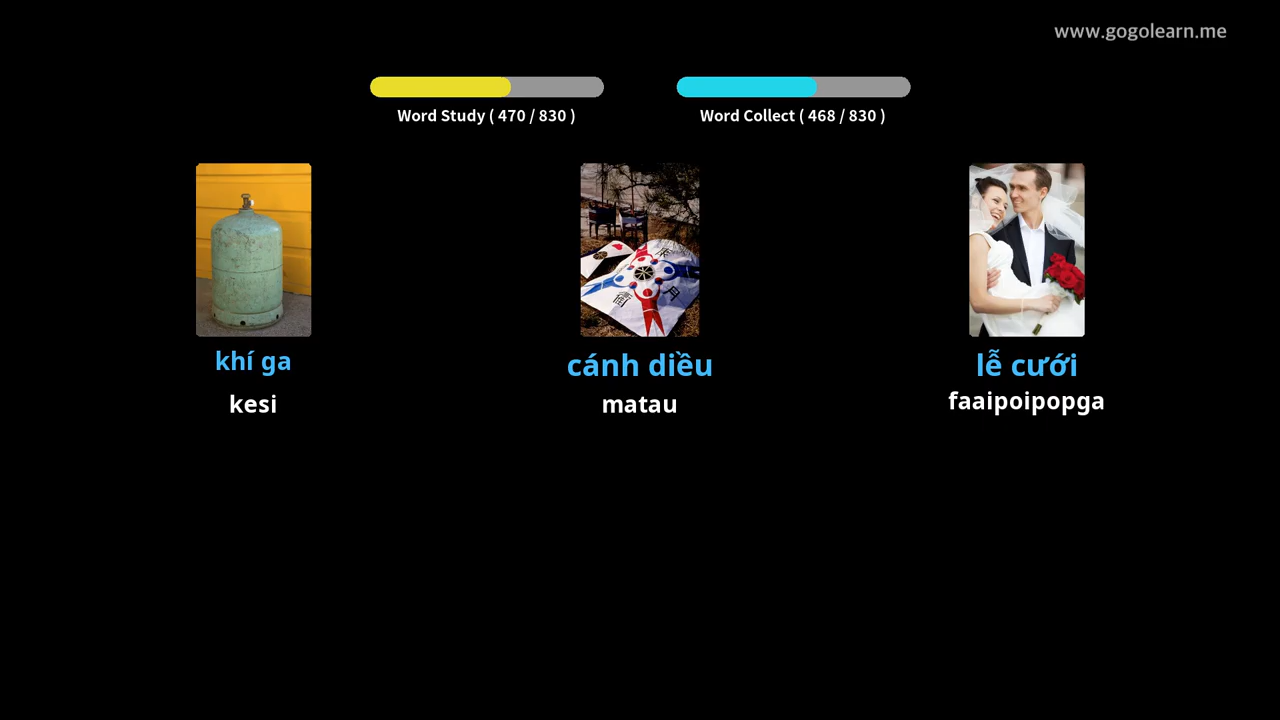 www.gogolearn.me
Word Study ( 470 / 830 )
Word Collect ( 468 / 830 )
khí ga
cánh diều
lễ cưới
kesi
matau
faaipoipopga